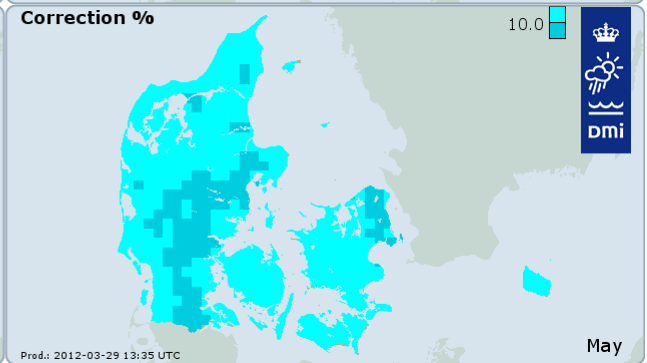 Correction %
10.0
DMI
May
Prod.: 2012-03-29 13:35 UTC